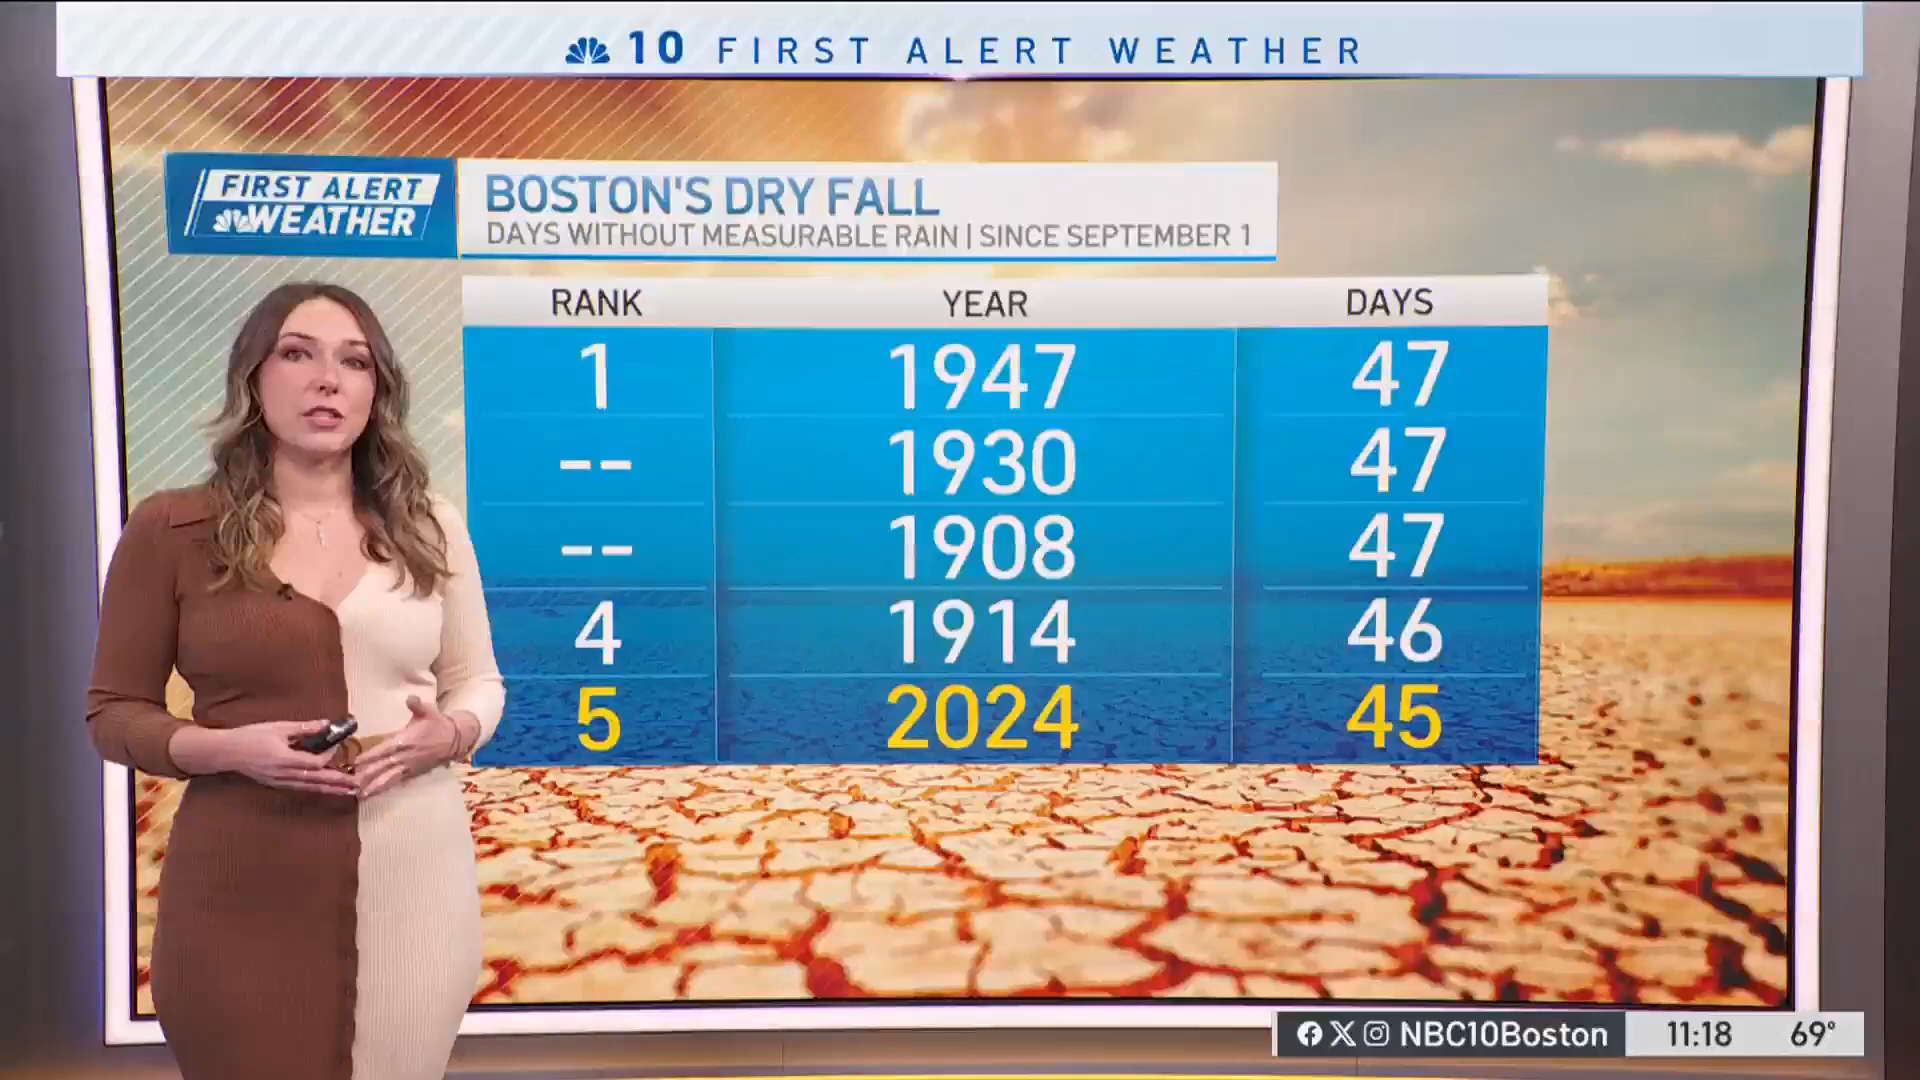 10 FIRST ALERT WEATHER
FIRST ALERT
WEATHER
BOSTON'S DRY FALL
DAYS WITHOUT MEASURABLE RAIN | SINCE SEPTEMBER 1
RANK YEAR DAYS
1 1947 47
-- 1930 47
-- 1908 47
4 1914 46
5 2024 45
NBC10Boston 11:18 69°